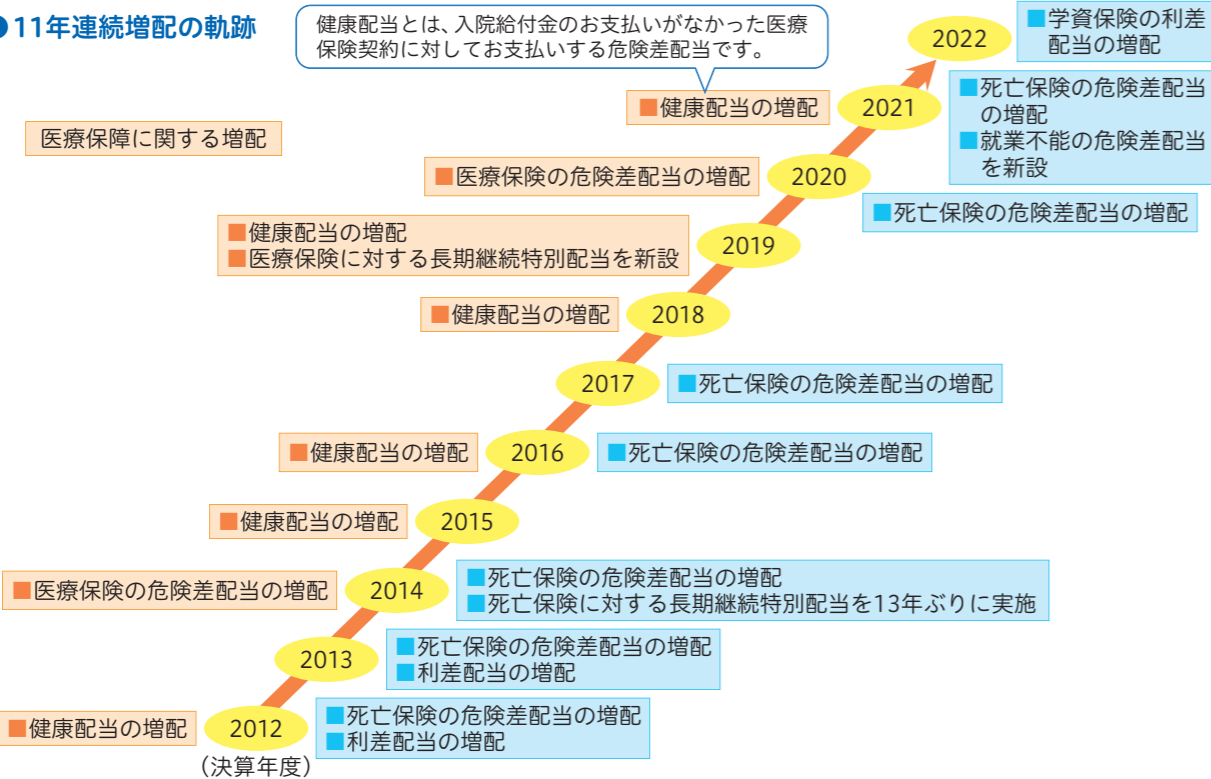 ●11年連続増配の軌跡
健康配当とは、入院給付金のお支払いがなかった医療
保険契約に対してお支払いする危険差配当です。
医療保障に関する増配
2022
■学資保険の利差
配当の増配
■健康配当の増配
2021
■死亡保険の危険差配当
の増配
■就業不能の危険差配当
を新設
■医療保険の危険差配当の増配
2020
■死亡保険の危険差配当の増配
■健康配当の増配
■医療保険に対する長期継続特別配当を新設
2019
■健康配当の増配
2018
2017
■死亡保険の危険差配当の増配
■健康配当の増配
2016
■死亡保険の危険差配当の増配
■健康配当の増配
2015
■医療保険の危険差配当の増配
2014
■死亡保険の危険差配当の増配
■死亡保険に対する長期継続特別配当を13年ぶりに実施
2013
■死亡保険の危険差配当の増配
■利差配当の増配
■健康配当の増配
2012
■死亡保険の危険差配当の増配
■利差配当の増配
（決算年度）